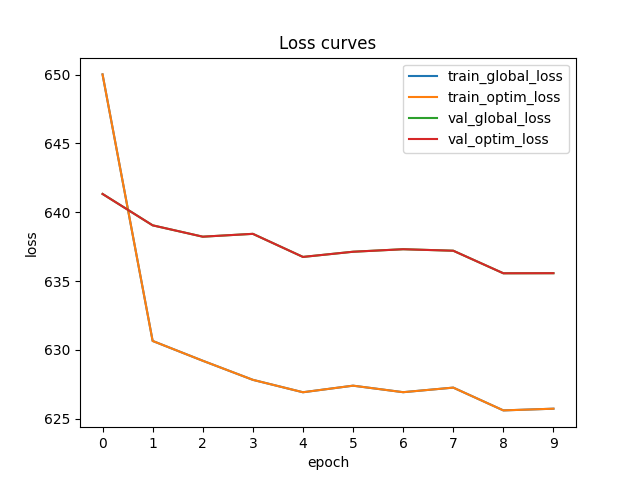 Loss curves
train_global_loss
train_optim_loss
val_global_loss
val_optim_loss
650
645
640
635
630
625
loss
0 1 2 3 4 5 6 7 8 9
epoch